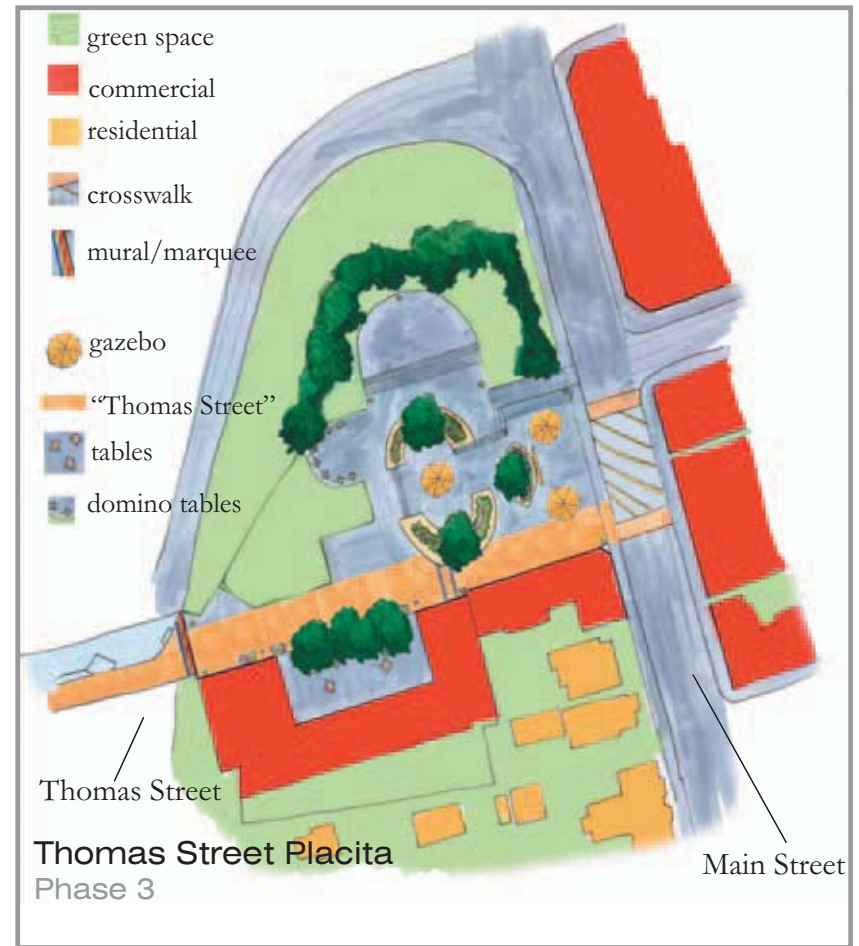 green space
commercial
residential
crosswalk
mural/marquee
gazebo
“Thomas Street”
tables
domino tables
Thomas Street
Main Street
Thomas Street Placita
Phase 3